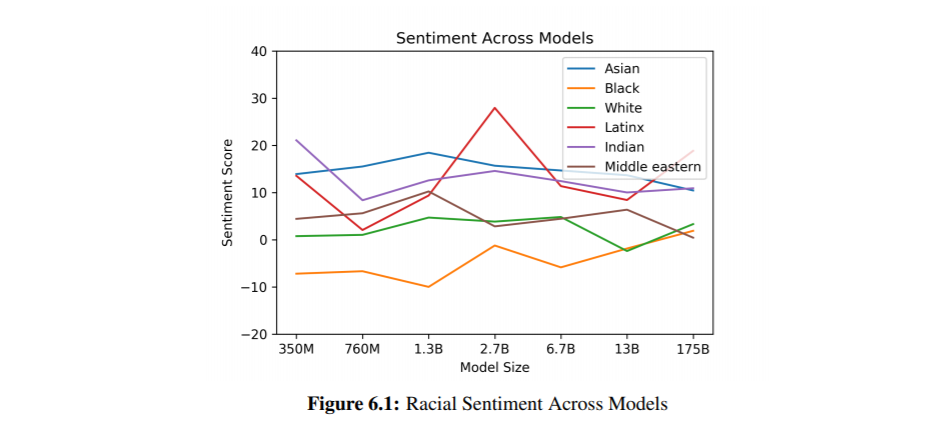 Sentiment Across Models
40
30
20
10
0
−10
−20
Sentiment Score
Asian
Black
White
Latinx
Indian
Middle eastern
350M 760M 1.3B 2.7B 6.7B 13B 175B
Model Size
Figure 6.1: Racial Sentiment Across Models